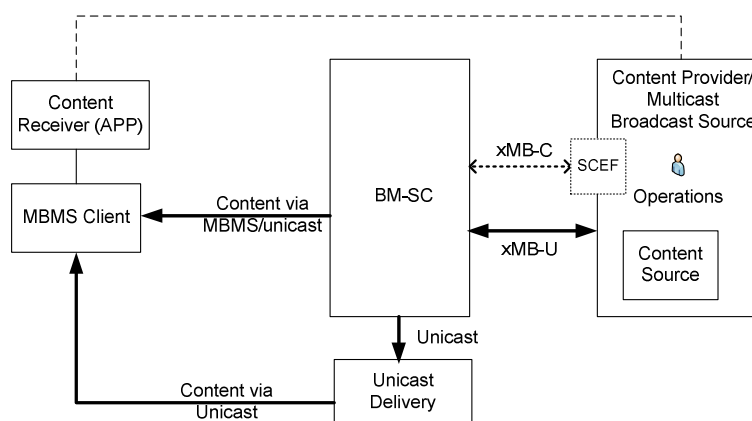 Content
Receiver (APP)
MBMS Client
Content via
MBMS/unicast
BM-SC
xMB-C
SCEF
xMB-U
Content Provider/
Multicast
Broadcast Source
Operations
Content
Source
Unicast
Unicast
Delivery
Content via
Unicast